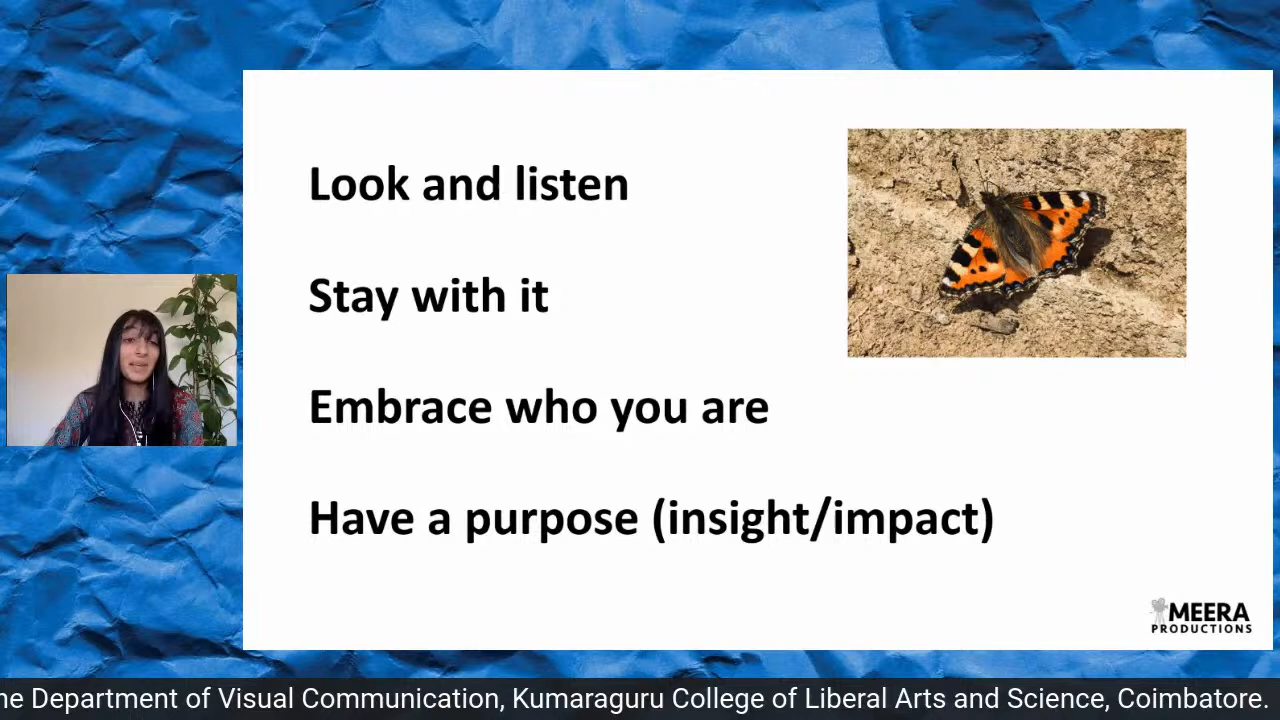 Look and listen
Stay with it
Embrace who you are
Have a purpose (insight/impact)
MEERA
PRODUCTIONS
Department of Visual Communication, Kumaraguru College of Liberal Arts and Science, Coimbatore.